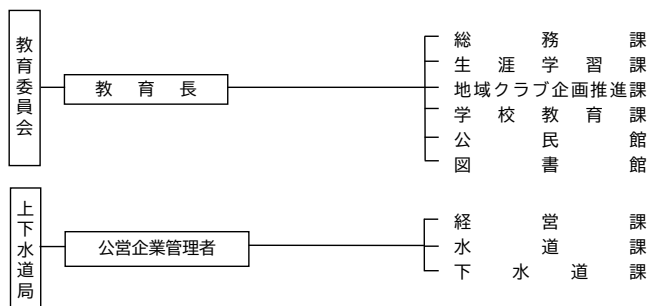 教育委員会
教育長
総務課
生涯学習課
地域クラブ企画推進課
学校教育課
公民館
図書館
上下水道局
公営企業管理者
経営課
水道課
下水道課